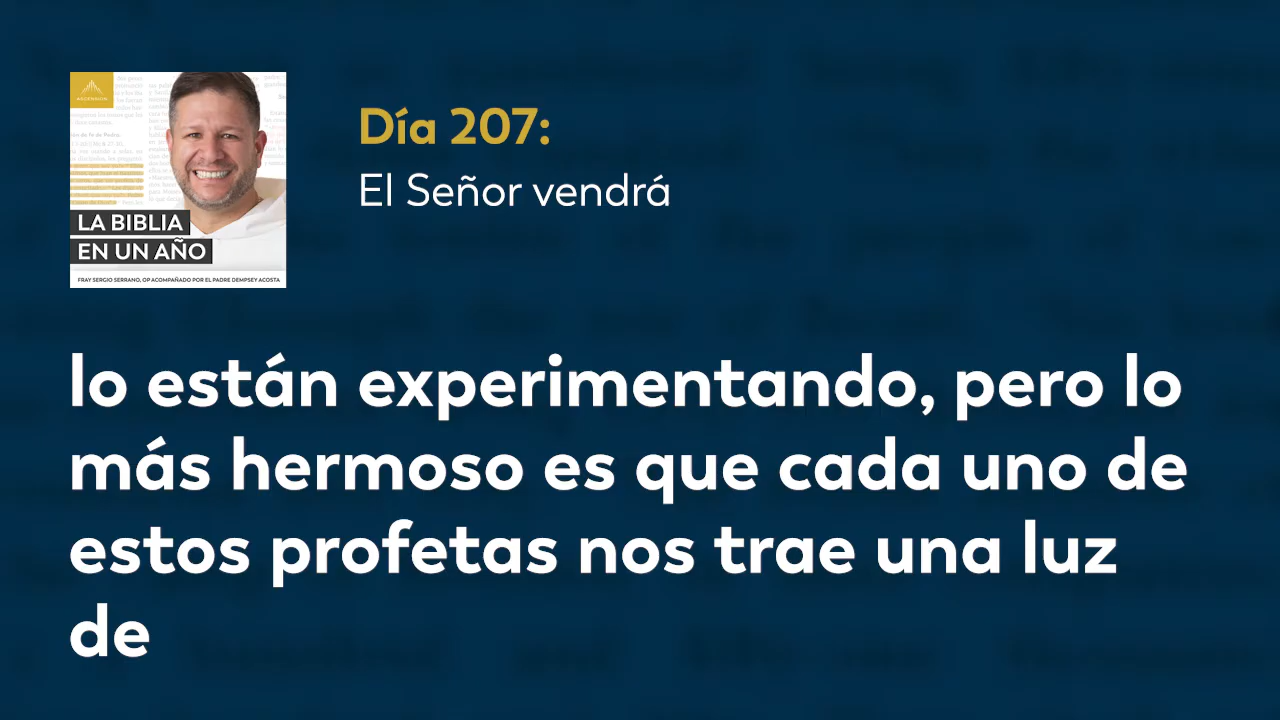 ASCENSION
LA BIBLIA
EN UN AÑO
FRAY SERGIO SERRANO, OP ACOMPAÑADO POR EL PADRE DEMPSEY ACOSTA
Día 207:
El Señor vendrá
lo están experimentando, pero lo
más hermoso es que cada uno de
estos profetas nos trae una luz
de